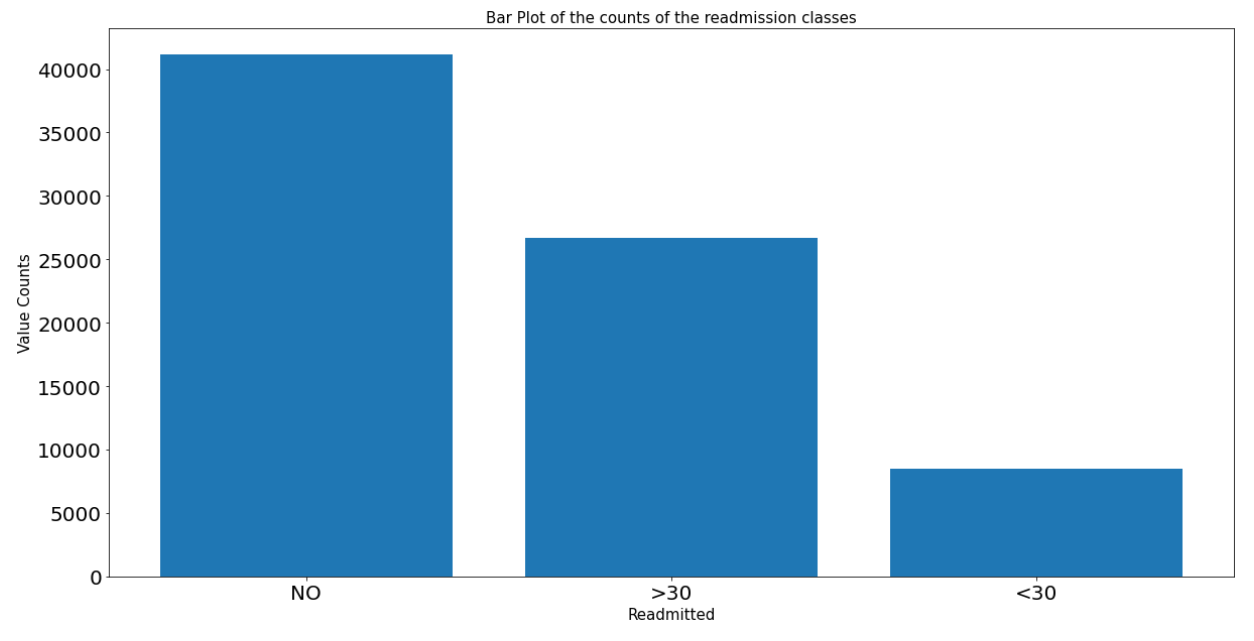 Bar Plot of the counts of the readmission classes
Value Counts
40000
35000
30000
25000
20000
15000
10000
5000
0
NO >30 <30
Readmitted